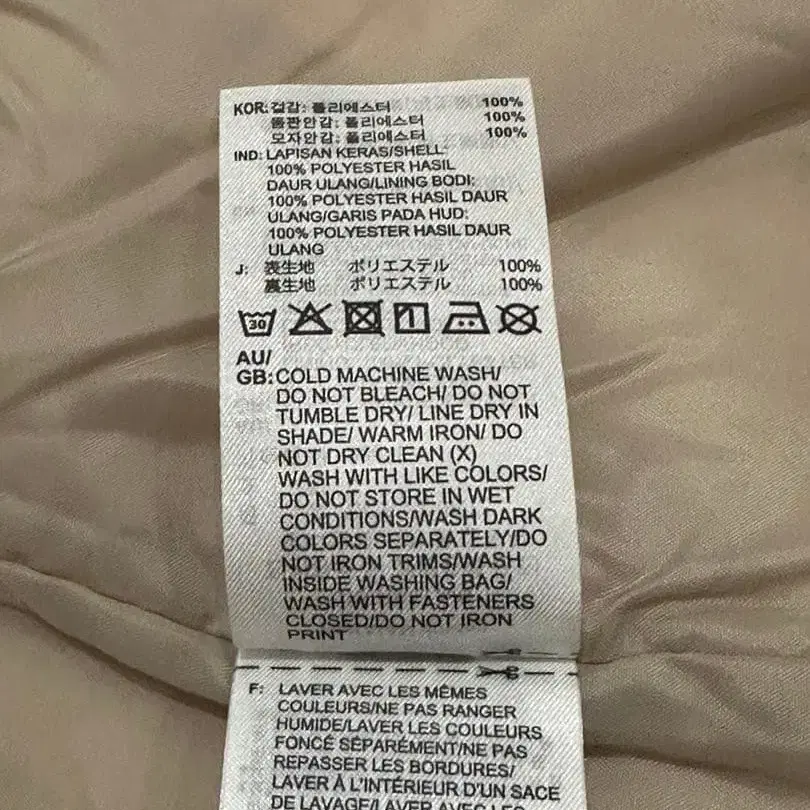 KOR:겉감: 폴리에스터 100%
몸판안감: 폴리에스터 100%
모자안감: 폴리에스터 100%
IND: LAPISAN KERAS/SHELL:
100% POLYESTER HASIL
DAUR ULANG/LINING BODI:
100% POLYESTER HASIL DAUR
ULANG/GARIS PADA HUD:
100% POLYESTER HASIL DAUR
ULANG
J: 表生地 ポリエステル 100%
裏生地 ポリエステル 100%
30
AU/
GB: COLD MACHINE WASH/
DO NOT BLEACH/ DO NOT
TUMBLE DRY/ LINE DRY IN
SHADE/ WARM IRON/ DO
NOT DRY CLEAN (X)
WASH WITH LIKE COLORS/
DO NOT STORE IN WET
CONDITIONS/WASH DARK
COLORS SEPARATELY/DO
NOT IRON TRIMS/WASH
INSIDE WASHING BAG/
WASH WITH FASTENERS
CLOSED/DO NOT IRON
PRINT
F: LAVER AVEC LES MÊMES
COULEURS/NE PAS RANGER
HUMIDE/LAVER LES COULEURS
FONCÉ SÉPARÉMENT/NE PAS
REPASSER LES BORDURES/
LAVER À L'INTÉRIEUR D'UN SACE
DE LAVAGE/LAVER AVEC LES